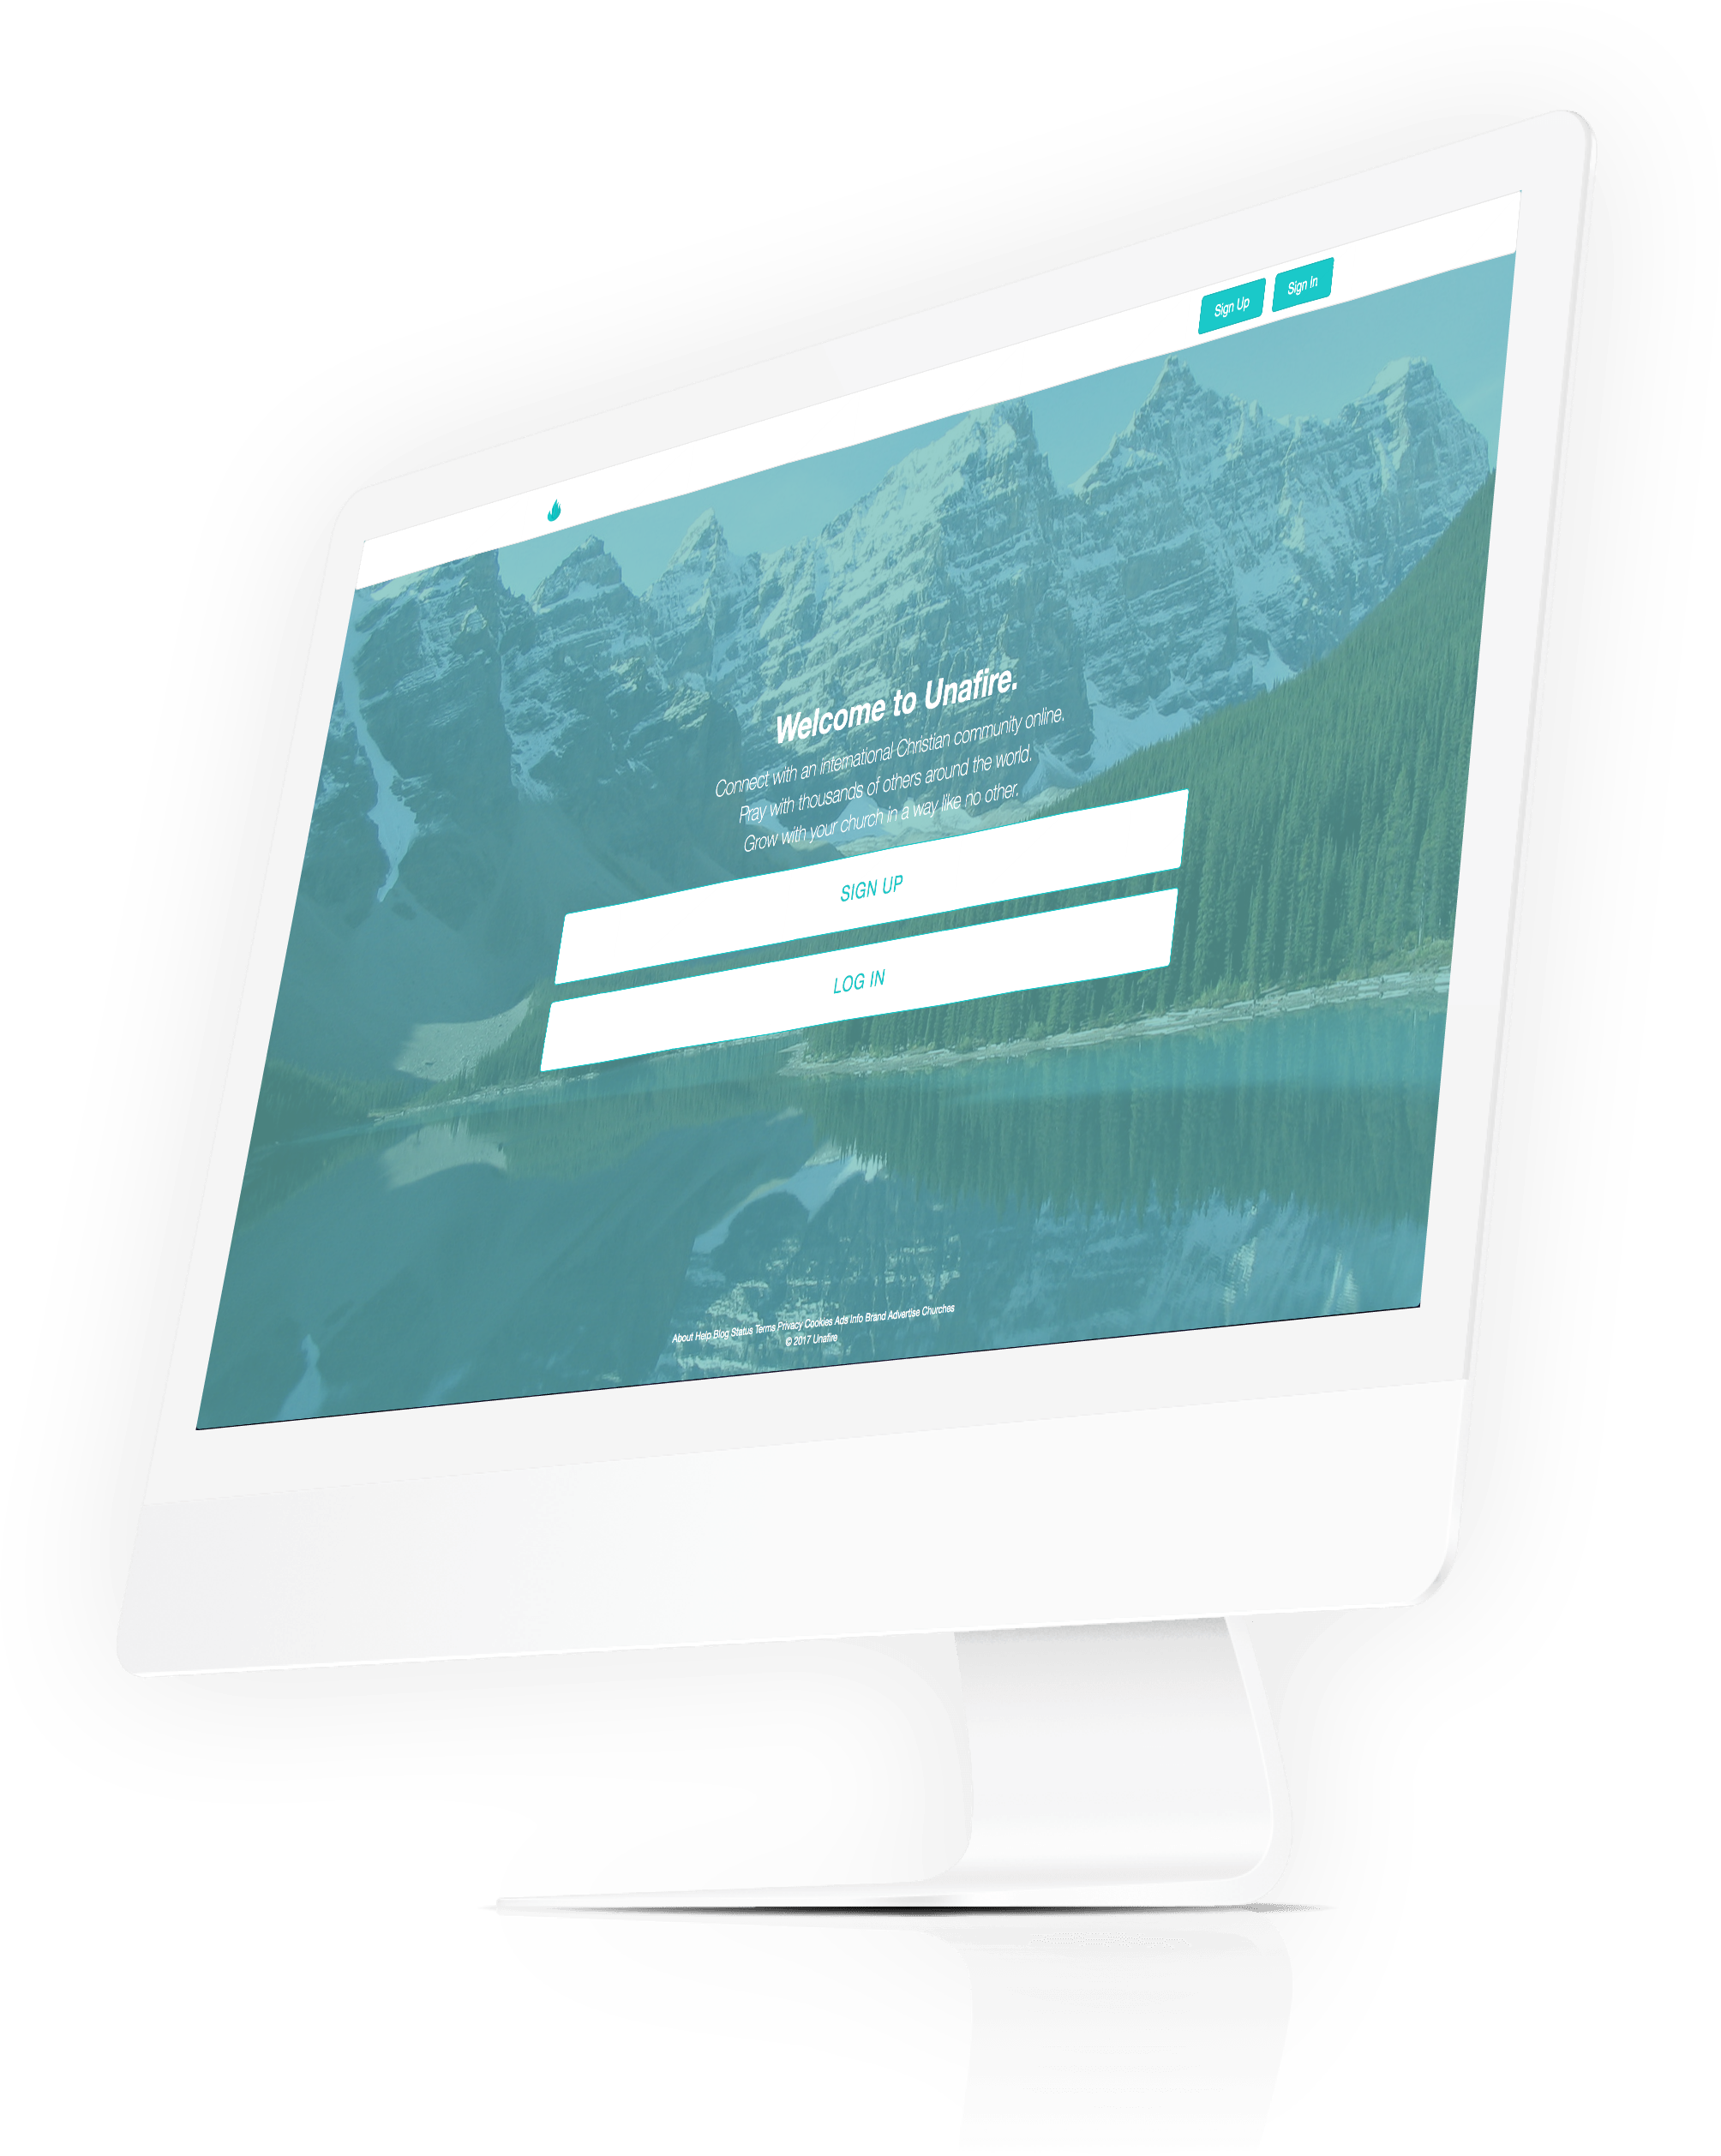 Sign Up Sign in
Welcome to Unafire.
Connect with an international Christian community online.
Pray with thousands of others around the world.
Grow with your church in a way like no other.
SIGN UP
LOG IN
About Help Blog Status Terms Privacy Cookies Ads Info Brand Advertise Churches
© 2017 Unafire